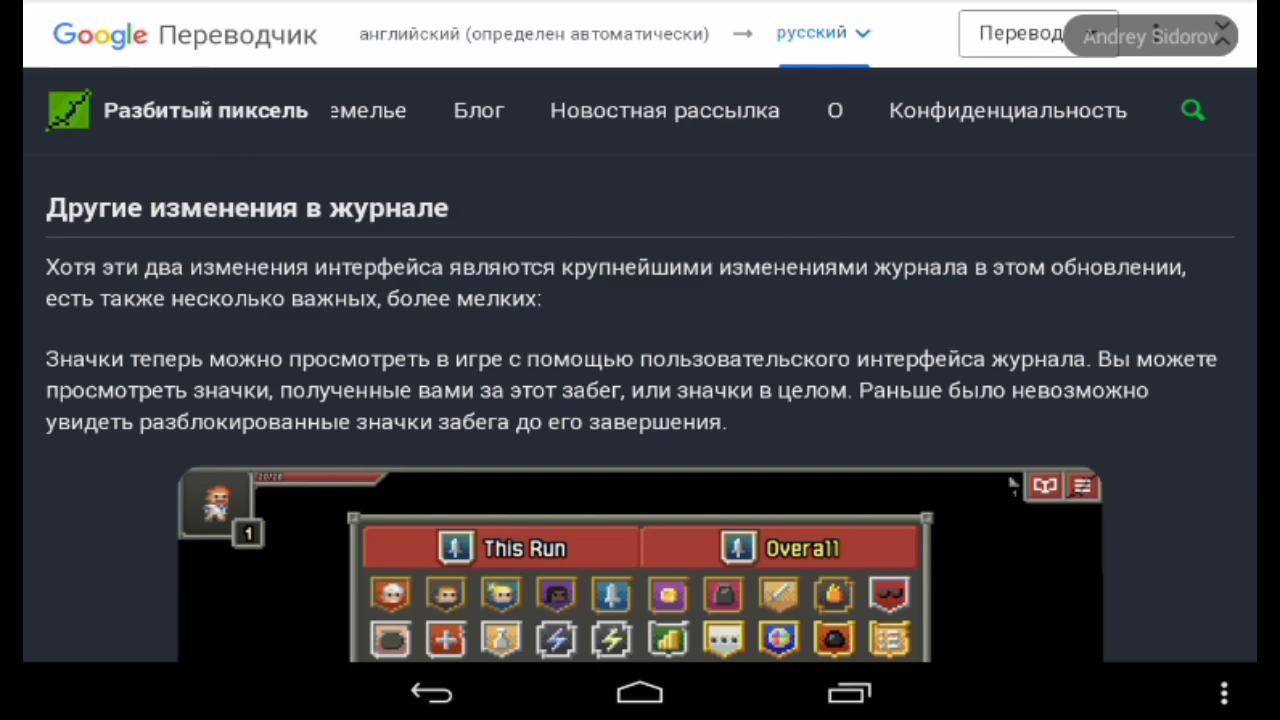 Google Переводчик
английский (определен автоматически) → русский
Перевод
Andrey Sidorov
Разбитый пиксель
емелье
Блог
Новостная рассылка
О
Конфиденциальность
Другие изменения в журнале
Хотя эти два изменения интерфейса являются крупнейшими изменениями журнала в этом обновлении,
есть также несколько важных, более мелких:
Значки теперь можно просмотреть в игре с помощью пользовательского интерфейса журнала. Вы можете
просмотреть значки, полученные вами за этот забег, или значки в целом. Раньше было невозможно
увидеть разблокированные значки забега до его завершения.
20/20
1
1
This Run
Overall